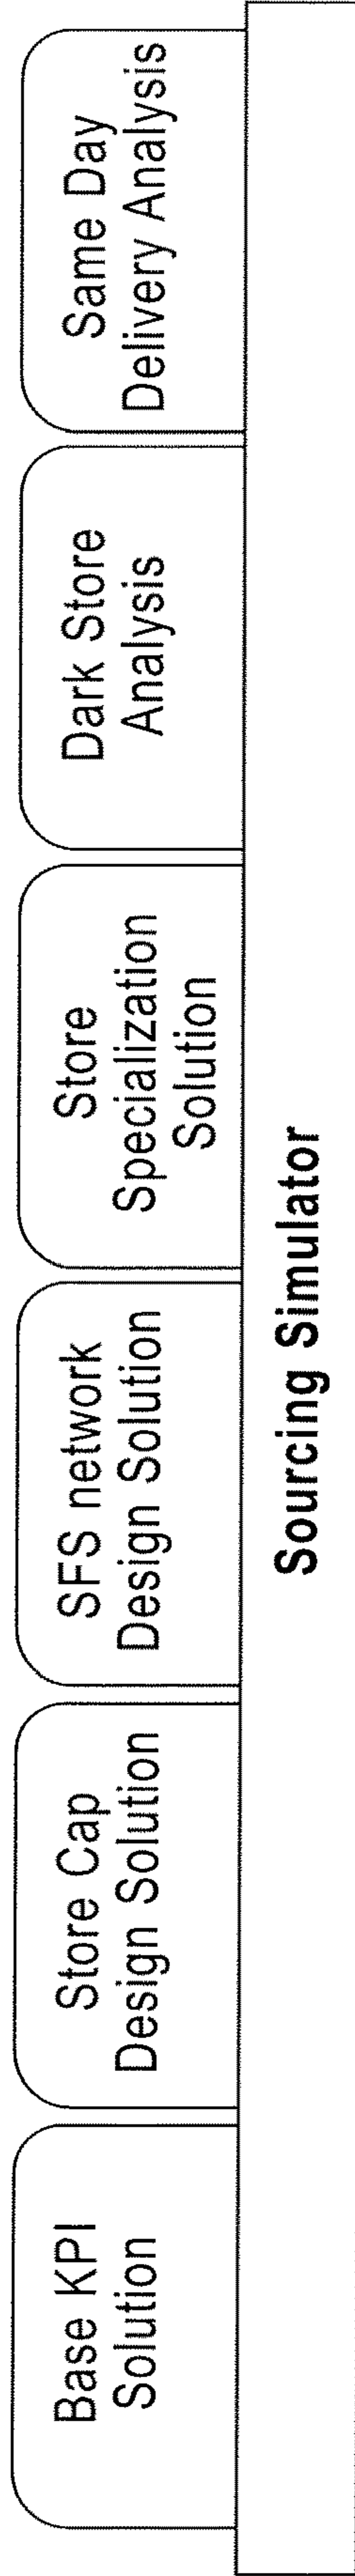 Base KPI
Solution
Store Cap
Design Solution
SFS network
Design Solution
Store
Specialization
Solution
Dark Store
Analysis
Same Day
Delivery Analysis
Sourcing Simulator